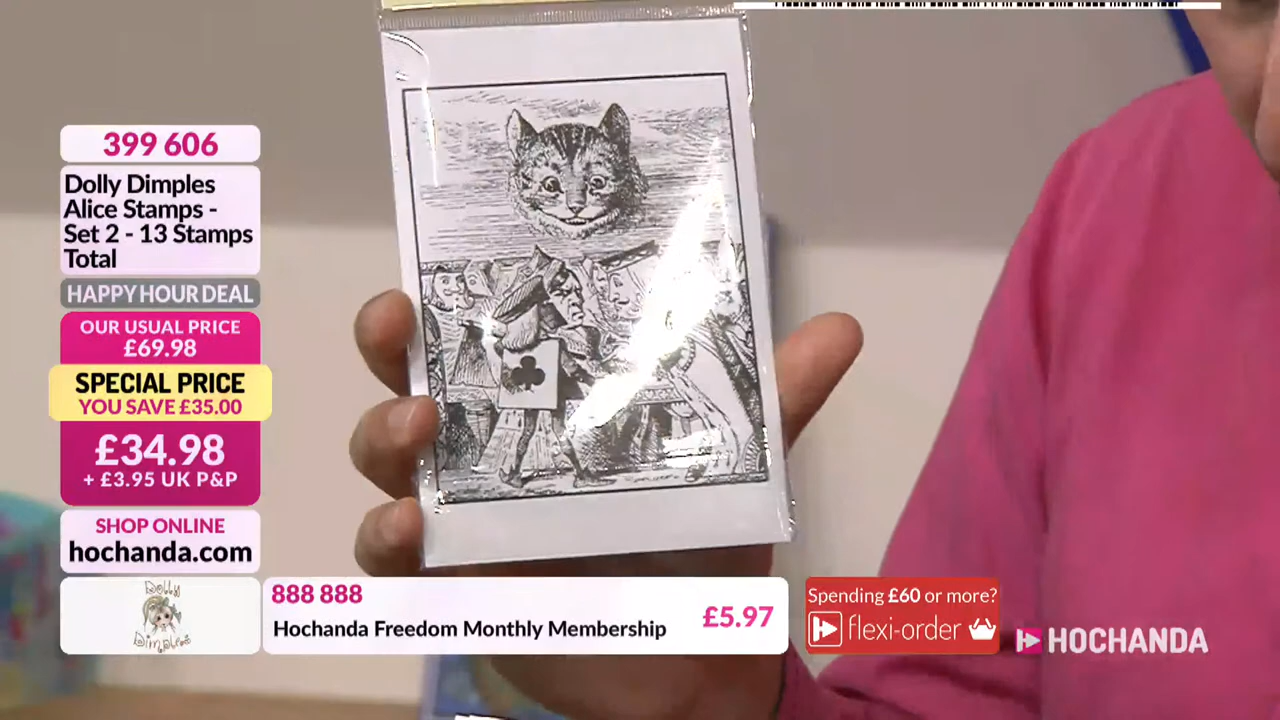 399 606
Dolly Dimples
Alice Stamps -
Set 2 - 13 Stamps
Total
HAPPY HOUR DEAL
OUR USUAL PRICE
£69.98
SPECIAL PRICE
YOU SAVE £35.00
£34.98
+ £3.95 UK P&P
SHOP ONLINE
hochanda.com
Dolly
Dimples
888 888
Hochanda Freedom Monthly Membership
£5.97
Spending £60 or more?
flexi-order
HOCHANDA